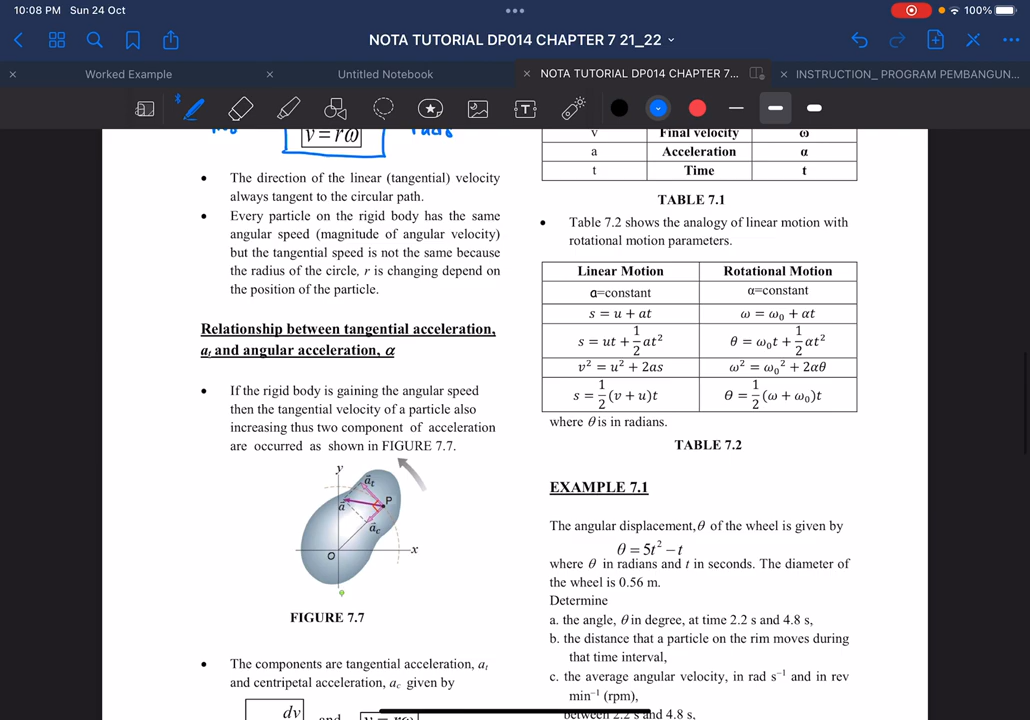 10:08 PM Sun 24 Oct
100%
NOTA TUTORIAL DP014 CHAPTER 7 21_22
Worked Example
Untitled Notebook
NOTA TUTORIAL DP014 CHAPTER 7...
INSTRUCTION_ PROGRAM PEMBANGUN...
v = rω
The direction of the linear (tangential) velocity
always tangent to the circular path.
Every particle on the rigid body has the same
angular speed (magnitude of angular velocity)
but the tangential speed is not the same because
the radius of the circle, r is changing depend on
the position of the particle.
Relationship between tangential acceleration,
aₜ and angular acceleration, α
If the rigid body is gaining the angular speed
then the tangential velocity of a particle also
increasing thus two component of acceleration
are occurred as shown in FIGURE 7.7.
y
a⃗ₜ
P
a⃗
a⃗c
O
x
FIGURE 7.7
The components are tangential acceleration, aₜ
and centripetal acceleration, ac given by
dv
and
v Final velocity ω
a Acceleration α
t Time t
TABLE 7.1
Table 7.2 shows the analogy of linear motion with
rotational motion parameters.
Linear Motion Rotational Motion
a=constant α=constant
s = u + at ω = ω₀ + αt
s = ut + 1/2 at² θ = ω₀t + 1/2 αt²
v² = u² + 2as ω² = ω₀² + 2αθ
s = 1/2 (v + u)t θ = 1/2 (ω + ω₀)t
where θ is in radians.
TABLE 7.2
EXAMPLE 7.1
The angular displacement, θ of the wheel is given by
θ = 5t² − t
where θ in radians and t in seconds. The diameter of
the wheel is 0.56 m.
Determine
a. the angle, θ in degree, at time 2.2 s and 4.8 s,
b. the distance that a particle on the rim moves during
that time interval,
c. the average angular velocity, in rad s⁻¹ and in rev
min⁻¹ (rpm),
between 2.2 s and 4.8 s,